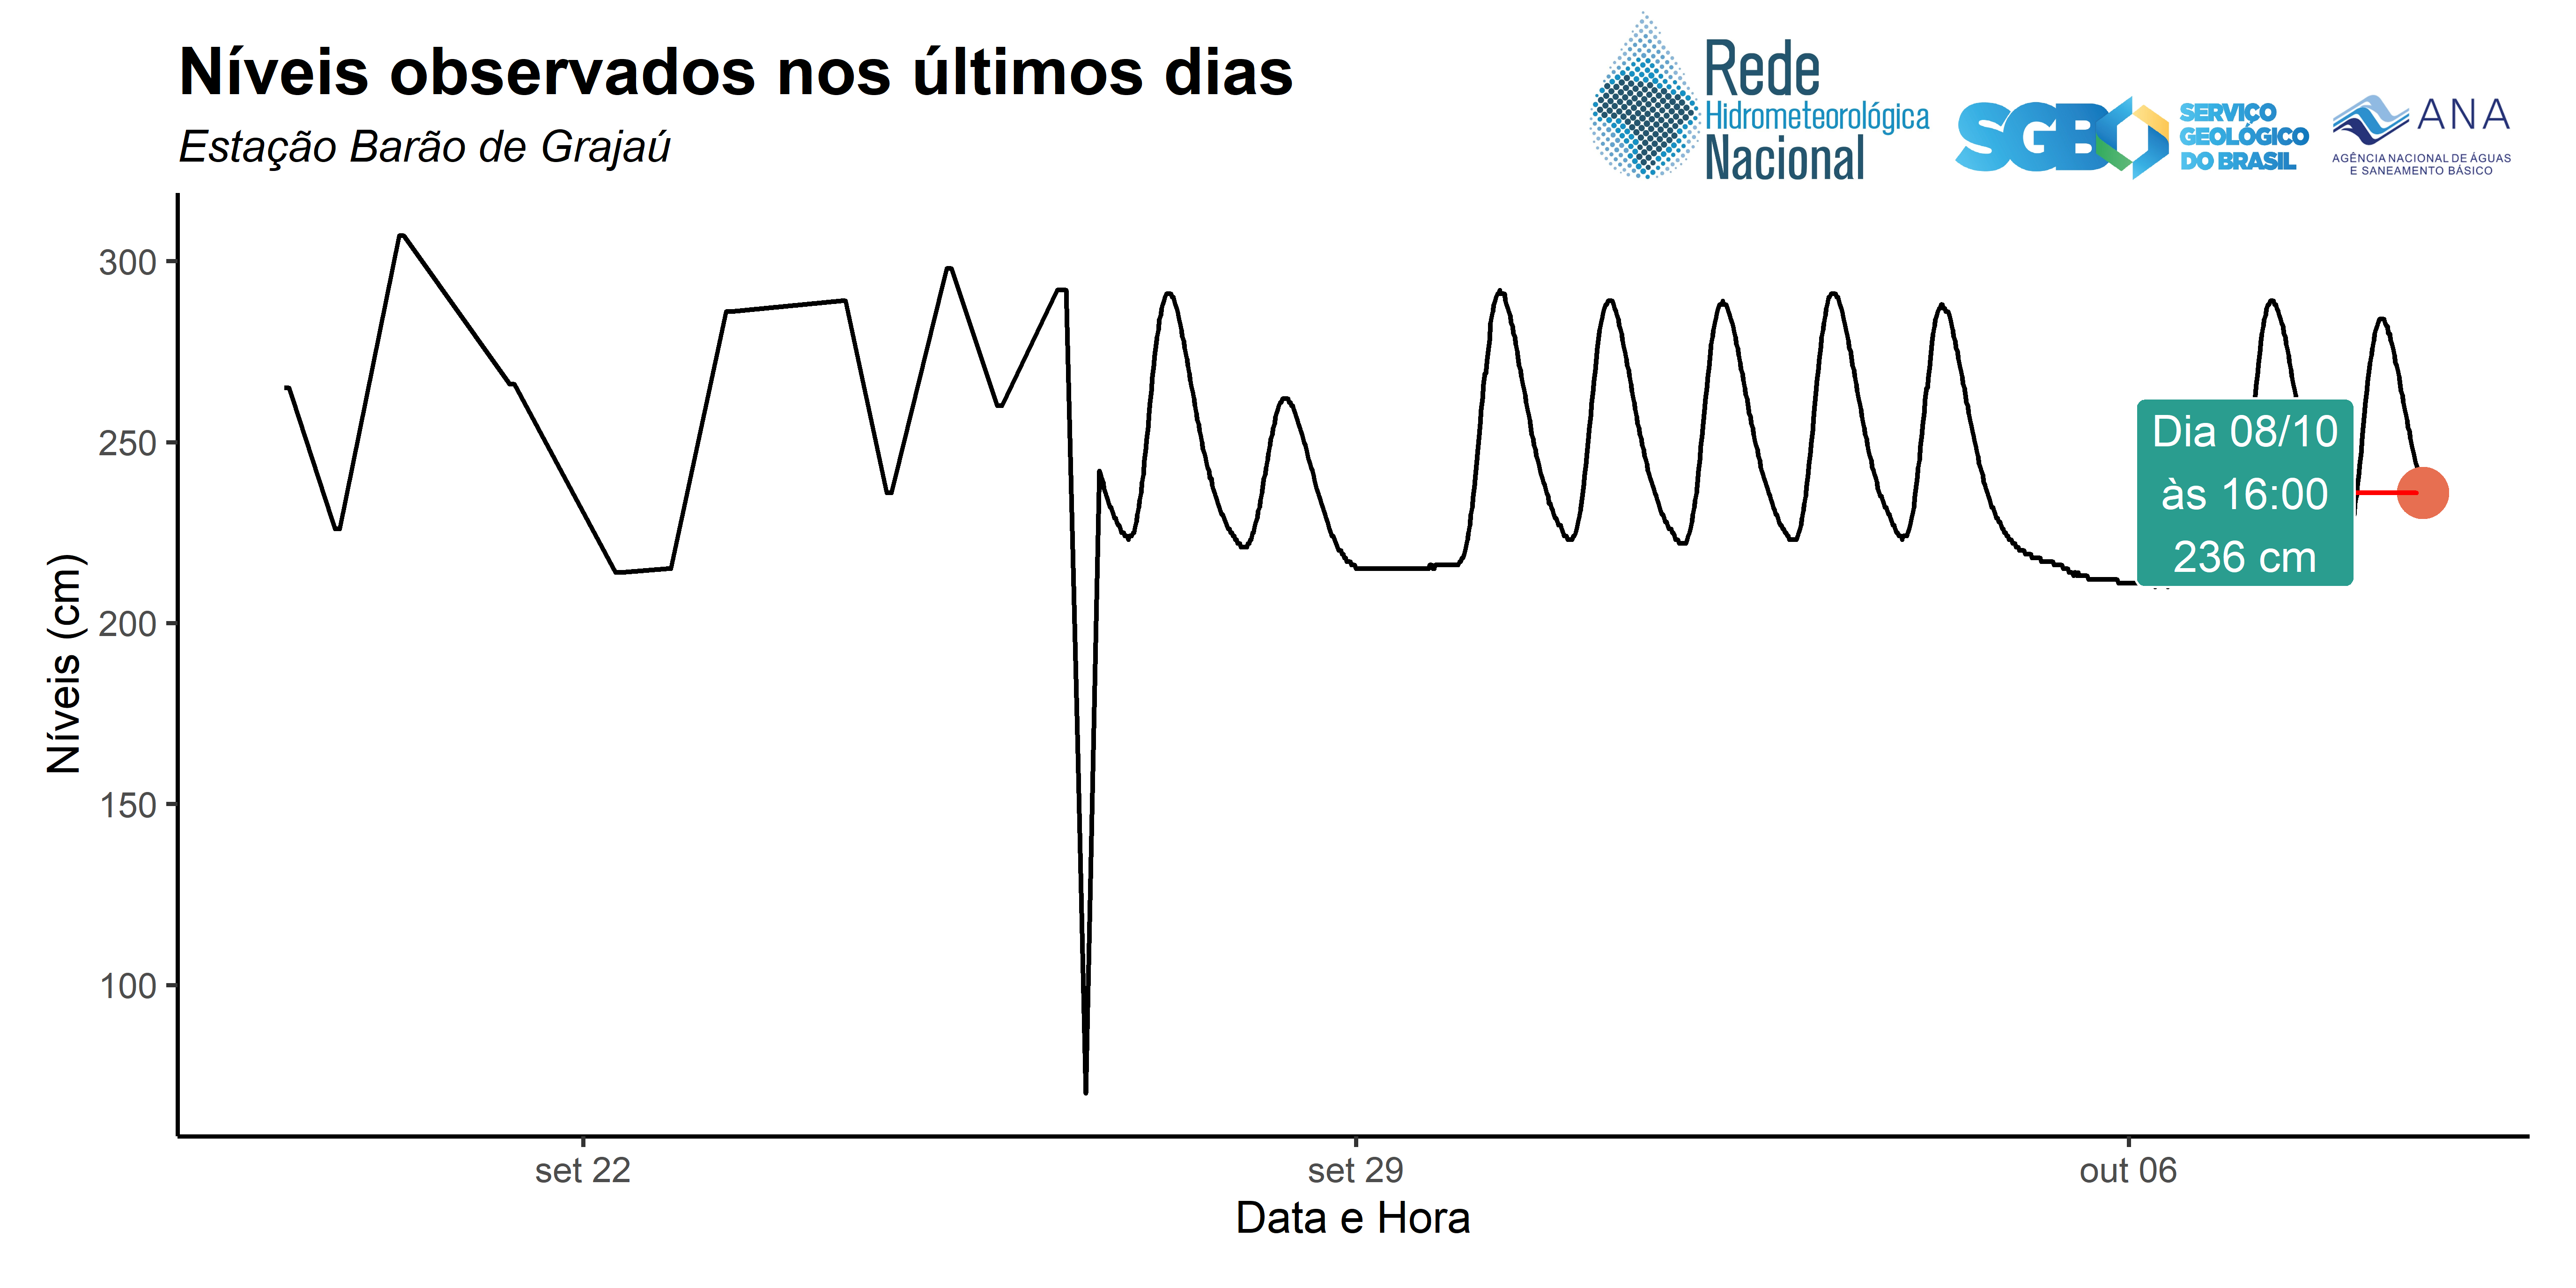 Níveis observados nos últimos dias
Estação Barão de Grajaú
Rede
Hidrometeorológica
Nacional
SGB
SERVIÇO
GEOLÓGICO
DO BRASIL
ANA
AGÊNCIA NACIONAL DE ÁGUAS
E SANEAMENTO BÁSICO
Níveis (cm)
300
250
200
150
100
Dia 08/10
às 16:00
236 cm
set 22
set 29
out 06
Data e Hora